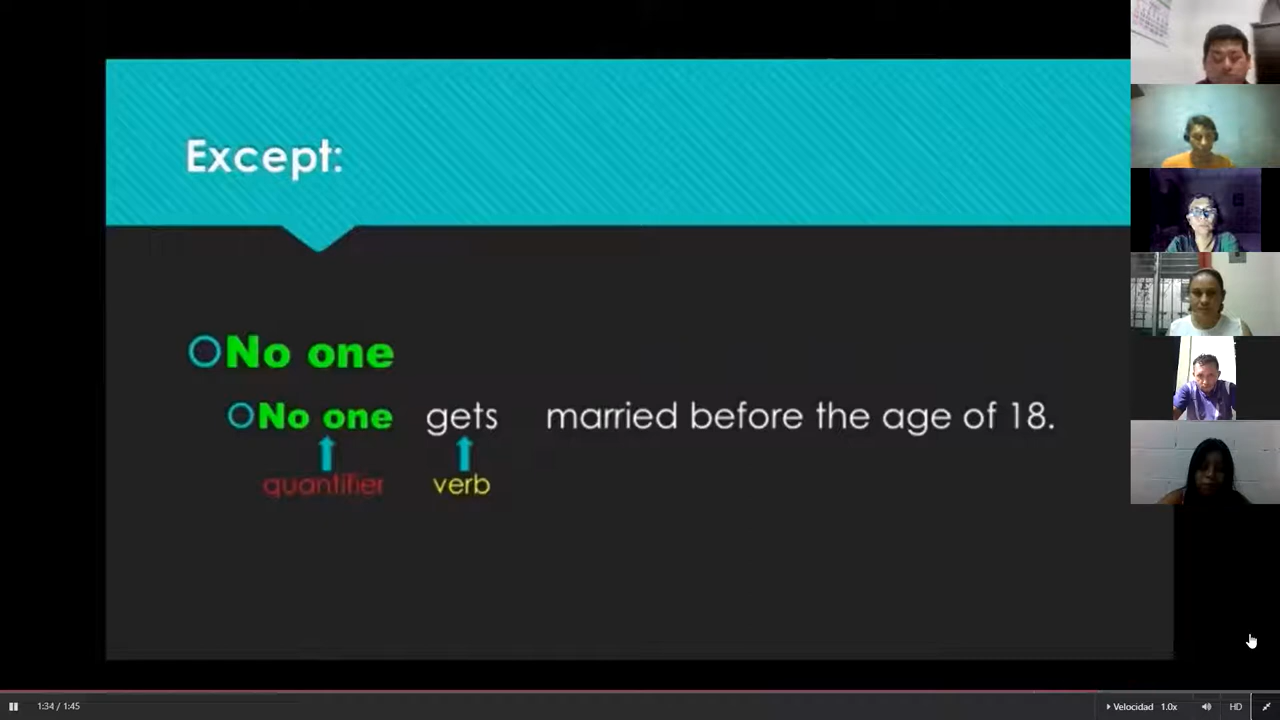 Except:
No one
No one gets married before the age of 18.
quantifier verb
1:34 / 1:45
Velocidad 1.0x
HD